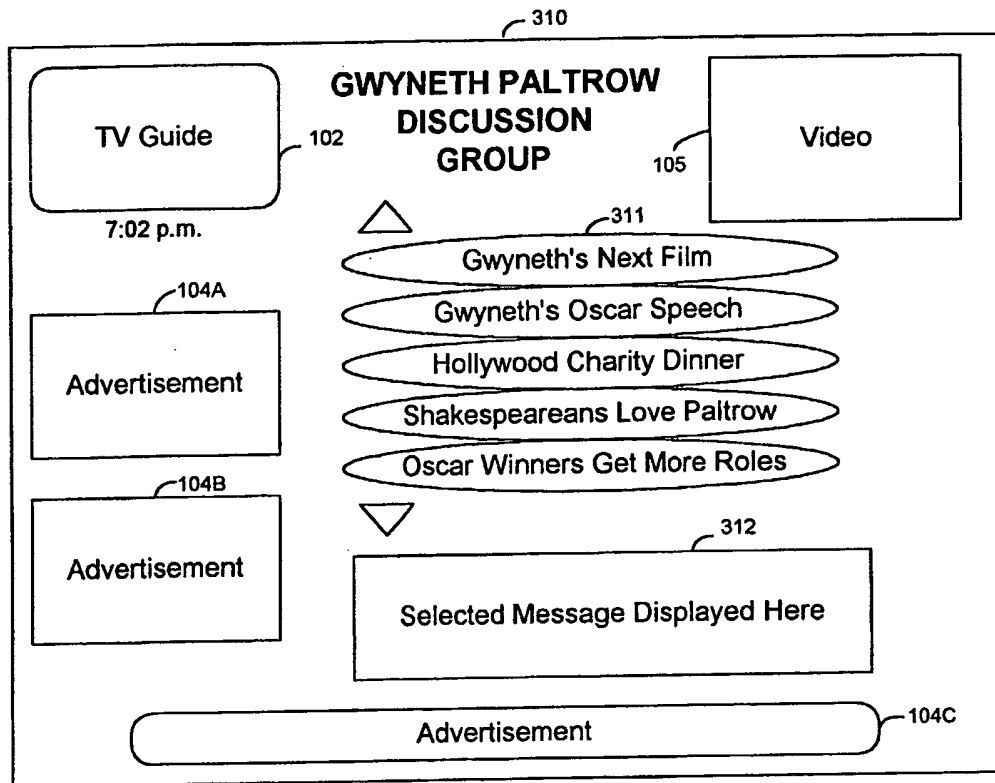 310
GWYNETH PALTROW
DISCUSSION
GROUP
TV Guide
102
7:02 p.m.
105
Video
311
Gwyneth's Next Film
Gwyneth's Oscar Speech
Hollywood Charity Dinner
Shakespeareans Love Paltrow
Oscar Winners Get More Roles
104A
Advertisement
104B
Advertisement
312
Selected Message Displayed Here
Advertisement
104C